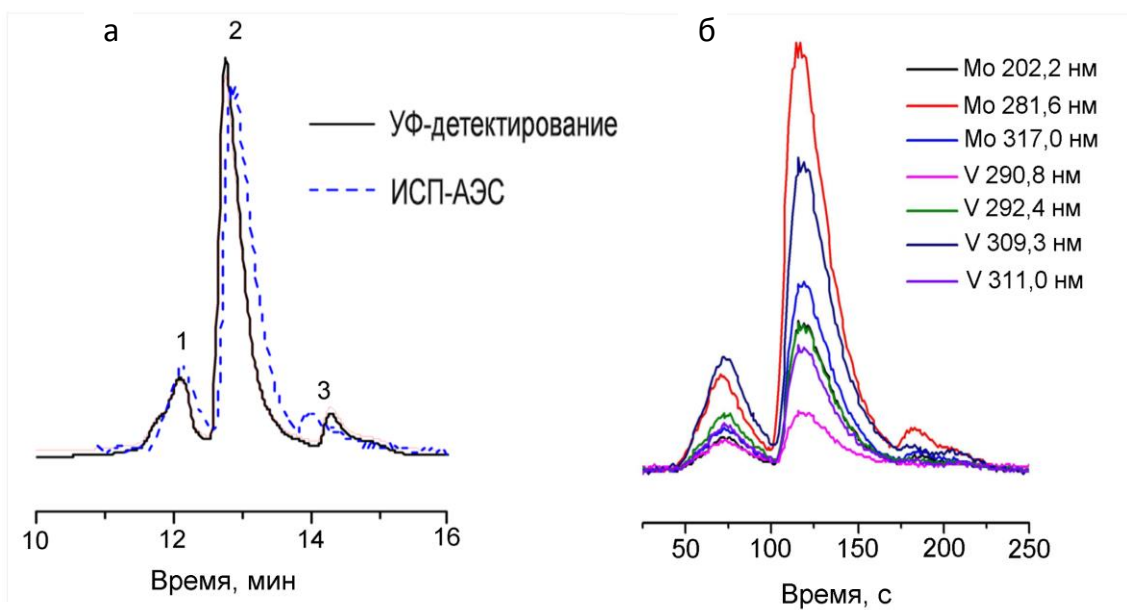 а
2
УФ-детектирование
ИСП-АЭС
1
3
10
12
14
16
Время, мин
б
Mo 202,2 нм
Mo 281,6 нм
Mo 317,0 нм
V 290,8 нм
V 292,4 нм
V 309,3 нм
V 311,0 нм
50
100
150
200
250
Время, с